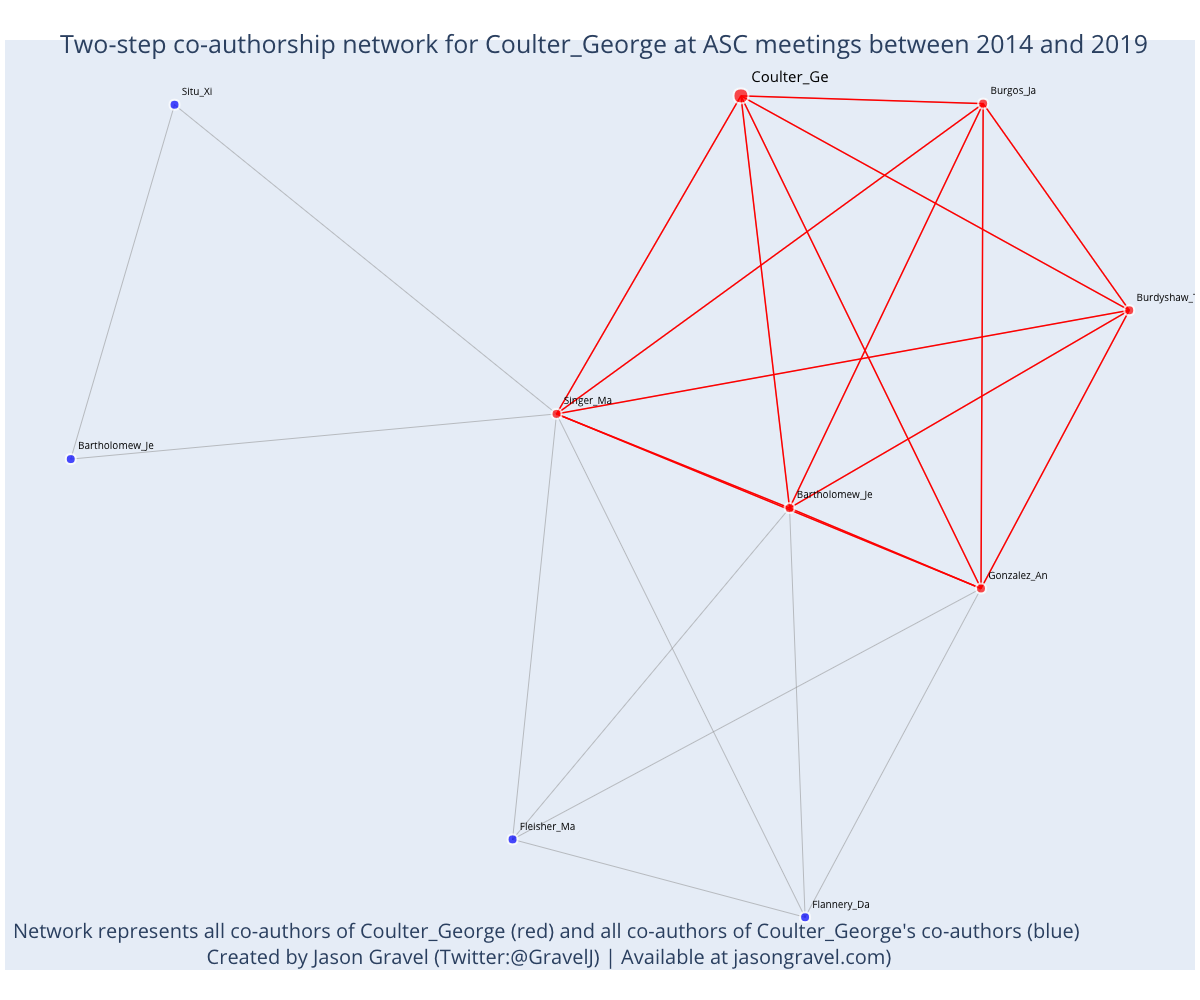 Two-step co-authorship network for Coulter_George at ASC meetings between 2014 and 2019
Coulter_Ge
Situ_Xi
Burgos_Ja
Burdyshaw_
Singer_Ma
Bartholomew_Je
Bartholomew_Je
Gonzalez_An
Fleisher_Ma
Flannery_Da
Network represents all co-authors of Coulter_George (red) and all co-authors of Coulter_George's co-authors (blue)
Created by Jason Gravel (Twitter:@GravelJ) | Available at jasongravel.com)